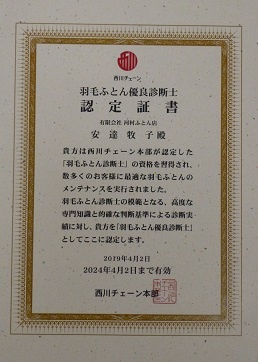 西川チェーン
羽毛ふとん優良診断士
認定証書
有限会社 河村ふとん店
安達牧子殿
貴方は西川チェーン本部が認定した
「羽毛ふとん診断士」の資格を習得され、
数多くのお客様に最適な羽毛ふとんの
メンテナンスを実行されました。
羽毛ふとん診断士の模範となる、高度な
専門知識と的確な判断基準による診断実
績に対し、貴方を「羽毛ふとん優良診断士」
としてここに認定します。
2019年4月2日
2024年4月2日まで有効
西川チェーン本部